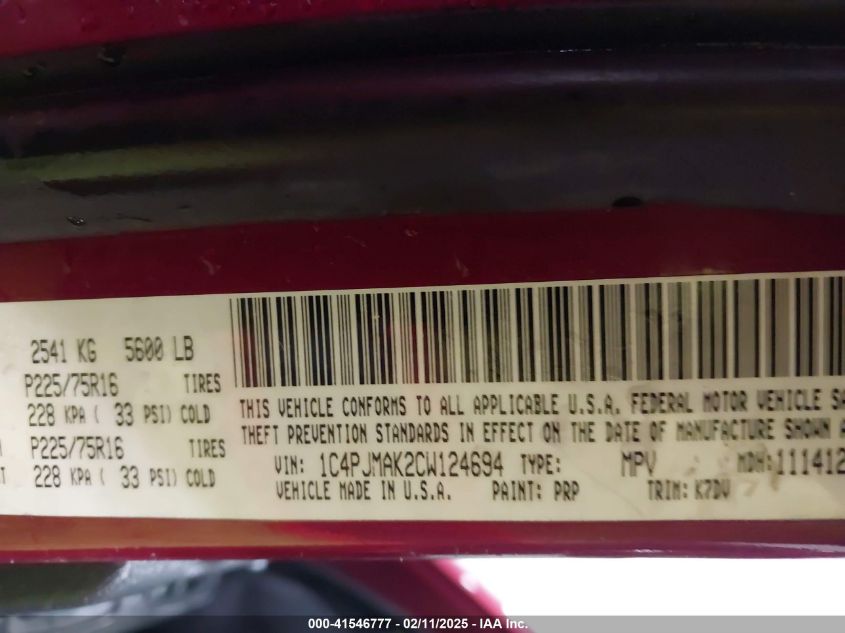 2541 KG 5600 LB
P225/75R16 TIRES
228 KPA ( 33 PSI) COLD
P225/75R16 TIRES
228 KPA ( 33 PSI) COLD
THIS VEHICLE CONFORMS TO ALL APPLICABLE U.S.A. FEDERAL MOTOR VEHICLE SA
THEFT PREVENTION STANDARDS IN EFFECT ON THE DATE OF MANUFACTURE SHOWN A
VIN: 1C4PJMAK2CW124694 TYPE: MPV MDH: 111412
VEHICLE MADE IN U.S.A. PAINT: PRP TRIM: K7DV
000-41546777 - 02/11/2025 - IAA Inc.